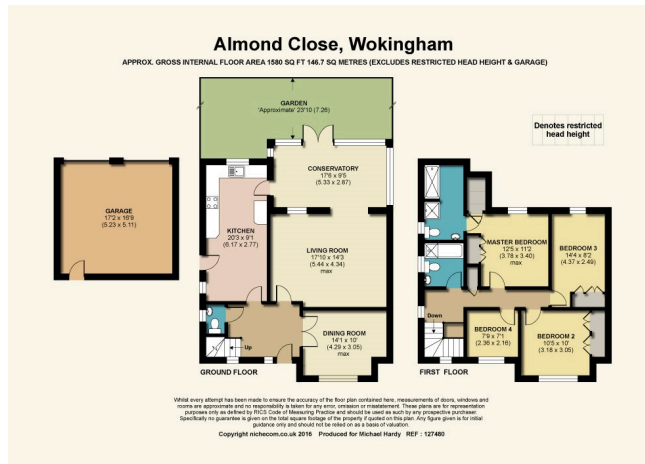 Almond Close, Wokingham
APPROX. GROSS INTERNAL FLOOR AREA 1580 SQ FT 146.7 SQ METRES (EXCLUDES RESTRICTED HEAD HEIGHT & GARAGE)
GARDEN
'Approximate' 23'10 (7.26)
Denotes restricted
head height
CONSERVATORY
17'6 x 9'5
(5.33 x 2.87)
GARAGE
17'2 x 16'9
(5.23 x 5.11)
KITCHEN
20'3 x 9'1
(6.17 x 2.77)
LIVING ROOM
17'10 x 14'3
(5.44 x 4.34)
max
MASTER BEDROOM
12'5 x 11'2
(3.78 x 3.40)
max
BEDROOM 3
14'4 x 8'2
(4.37 x 2.49)
DINING ROOM
14'1 x 10'
(4.29 x 3.05)
max
Up
Down
BEDROOM 4
7'9 x 7'1
(2.36 x 2.16)
BEDROOM 2
10'5 x 10'
(3.18 x 3.05)
GROUND FLOOR
FIRST FLOOR
Whilst every attempt has been made to ensure the accuracy of the floor plan contained here, measurements of doors, windows and
rooms are approximate and no responsibility is taken for any error, omission or misstatement. These plans are for representation
purposes only as defined by RICS Code of Measuring Practice and should be used as such by any prospective purchaser.
Specifically no guarantee is given on the total square footage of the property if quoted on this plan. Any figure given is for initial
guidance only and should not be relied on as a basis of valuation.
Copyright nichecom.co.uk 2016 Produced for Michael Hardy REF : 127480